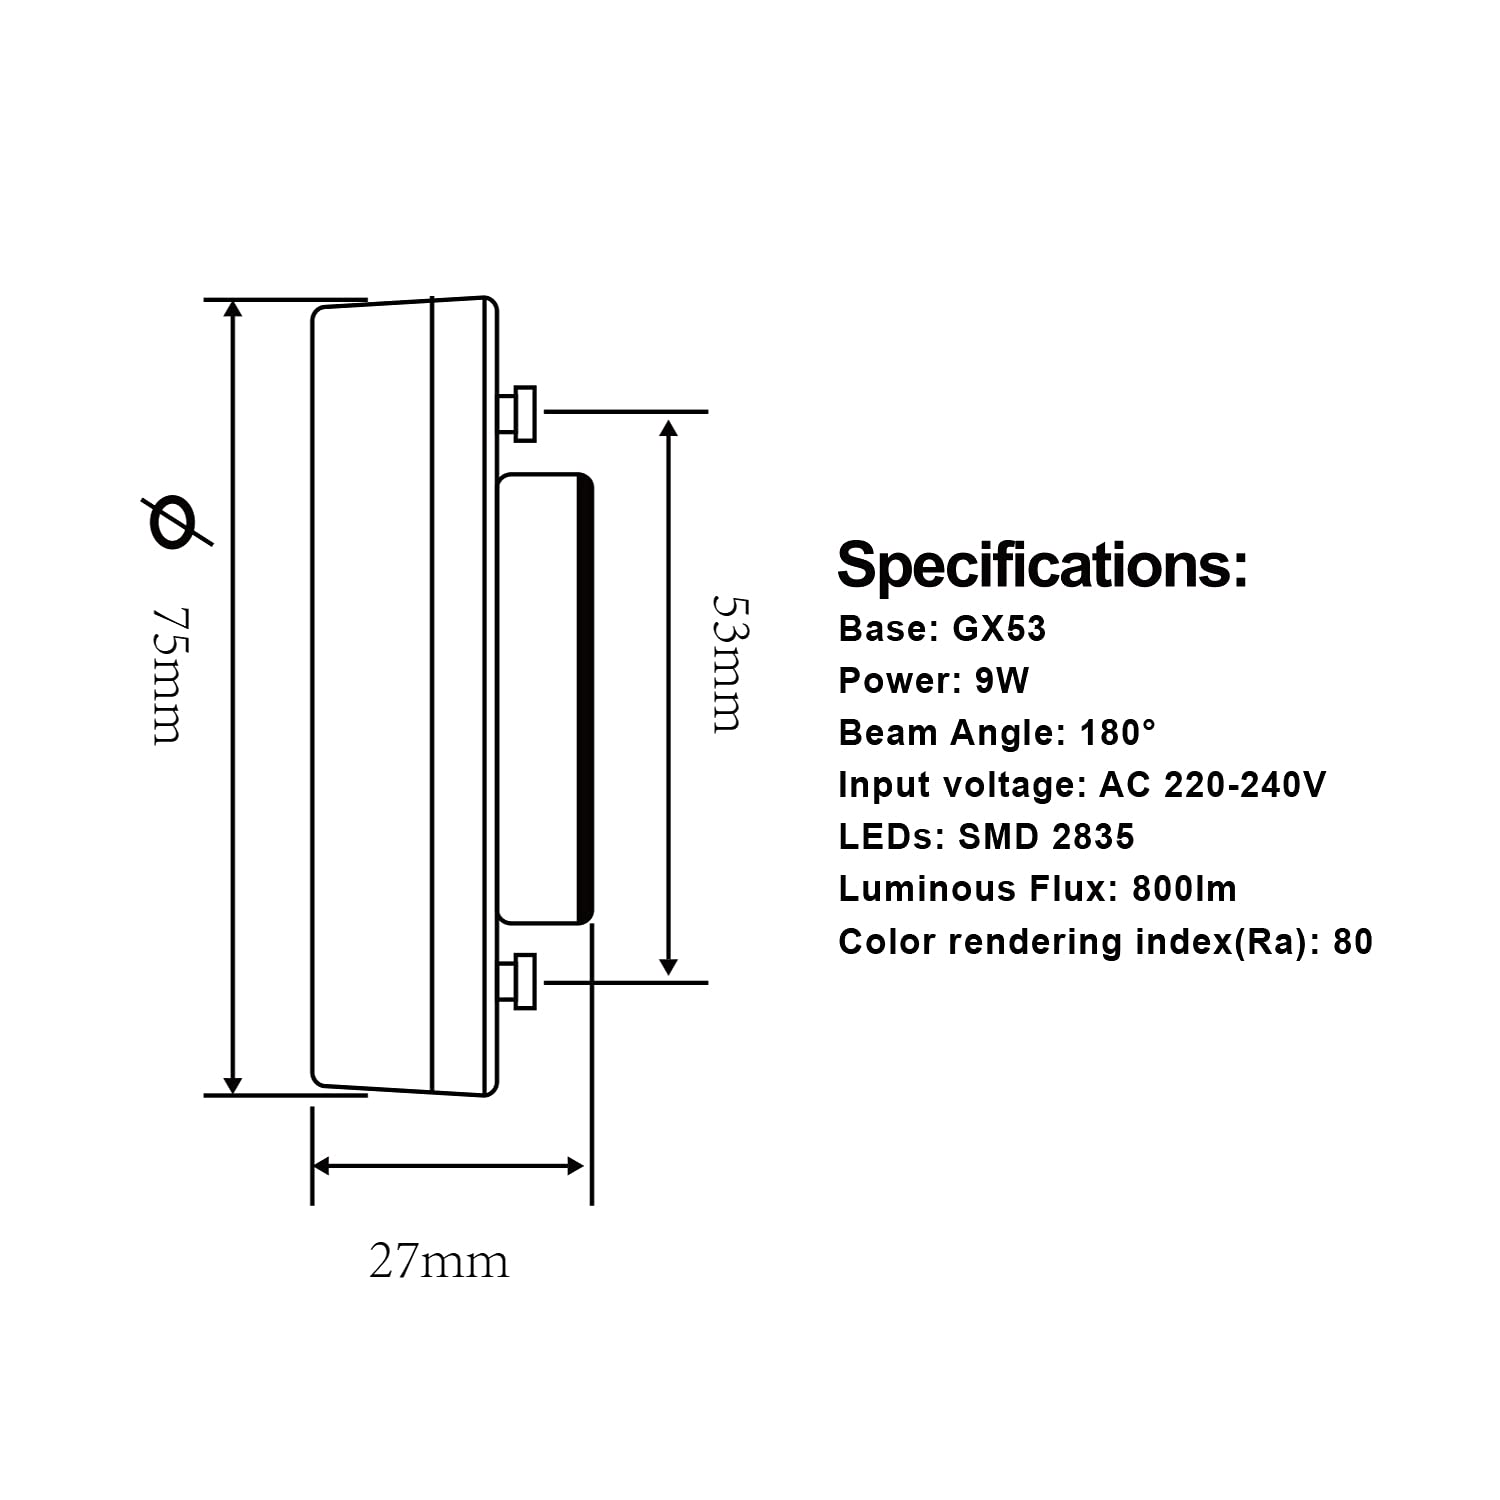 Ø 75mm
53mm
27mm
Specifications:
Base: GX53
Power: 9W
Beam Angle: 180°
Input voltage: AC 220-240V
LEDs: SMD 2835
Luminous Flux: 800lm
Color rendering index(Ra): 80